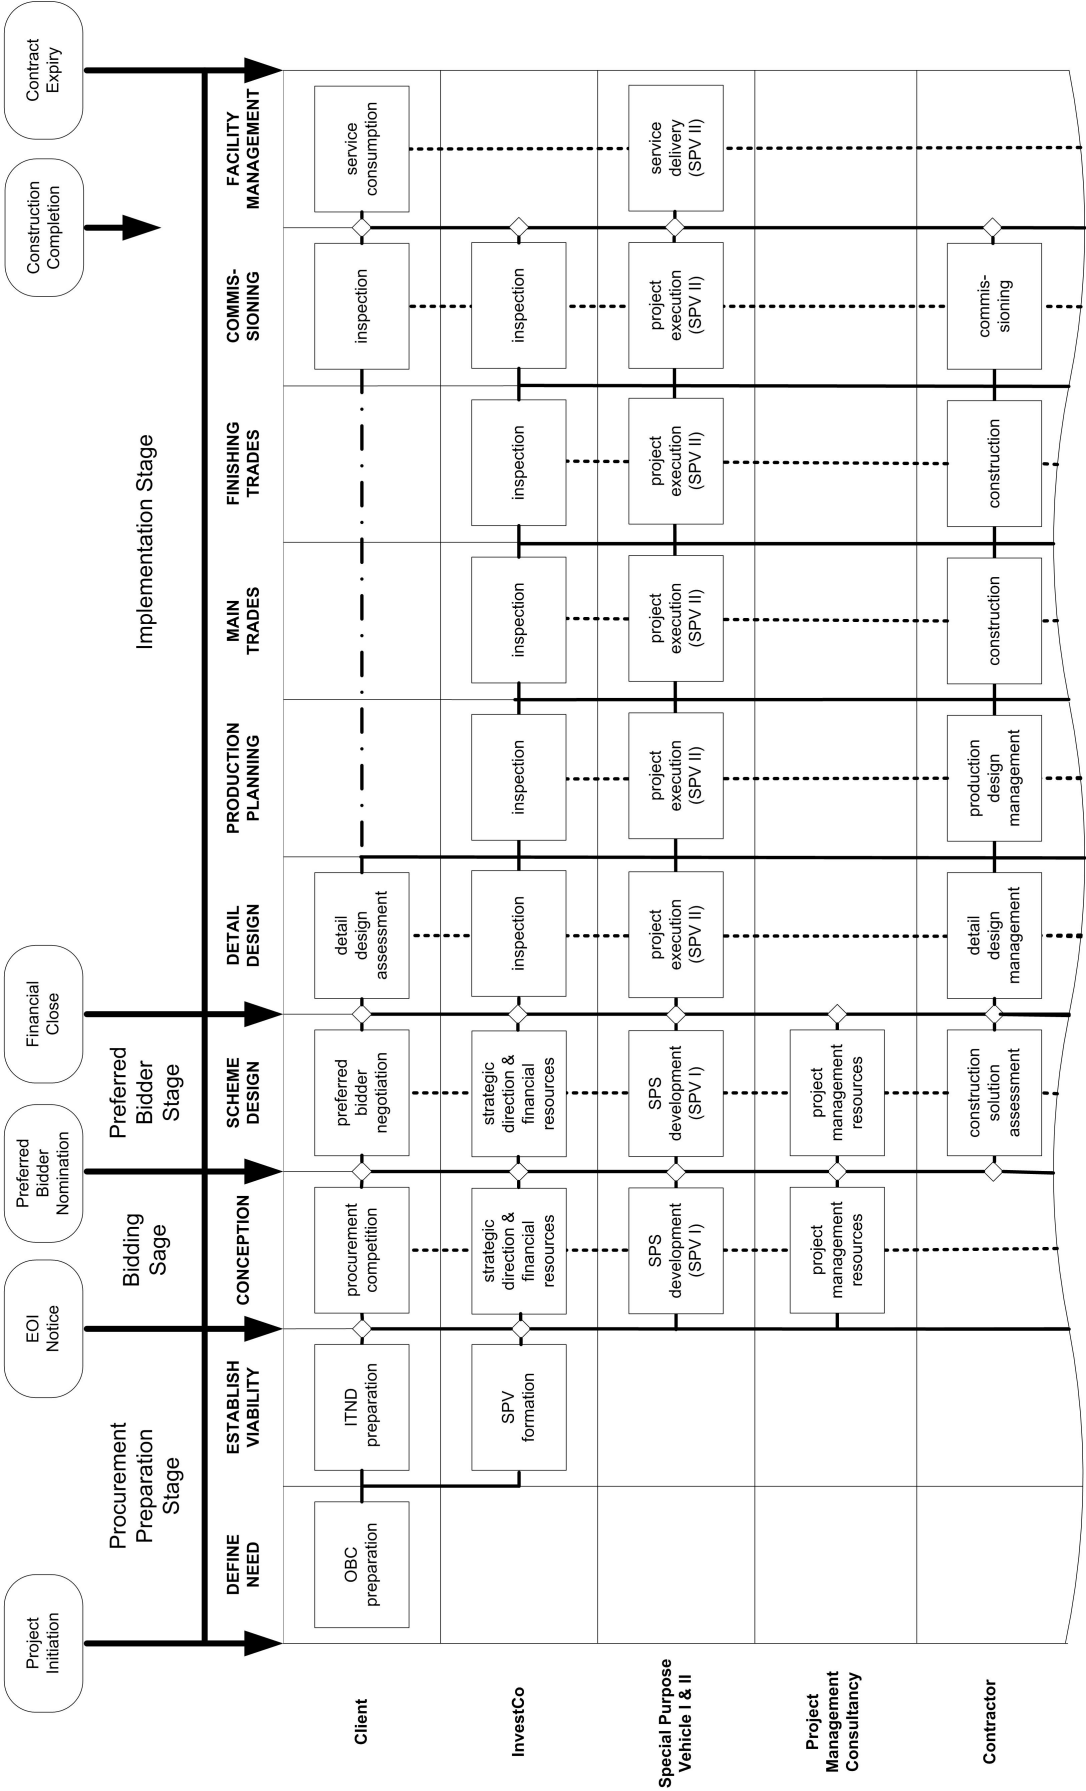 Project
Initiation
EOI
Notice
Preferred
Bidder
Nomination
Financial
Close
Construction
Completion
Contract
Expiry
Procurement
Preparation
Stage
Bidding
Sage
Preferred
Bidder
Stage
Implementation Stage
DEFINE
NEED
ESTABLISH
VIABILITY
CONCEPTION
SCHEME
DESIGN
DETAIL
DESIGN
PRODUCTION
PLANNING
MAIN
TRADES
FINISHING
TRADES
COMMIS-
SIONING
FACILITY
MANAGEMENT
Client
OBC
preparation
ITND
preparation
procurement
competition
preferred
bidder
negotiation
detail
design
assessment
inspection
service
consumption
InvestCo
SPV
formation
strategic
direction &
financial
resources
strategic
direction &
financial
resources
inspection
inspection
inspection
inspection
inspection
Special Purpose
Vehicle I & II
SPS
development
(SPV I)
SPS
development
(SPV I)
project
execution
(SPV II)
project
execution
(SPV II)
project
execution
(SPV II)
project
execution
(SPV II)
project
execution
(SPV II)
service
delivery
(SPV II)
Project
Management
Consultancy
project
management
resources
project
management
resources
Contractor
construction
solution
assessment
detail
design
management
production
design
management
construction
construction
commis-
sioning